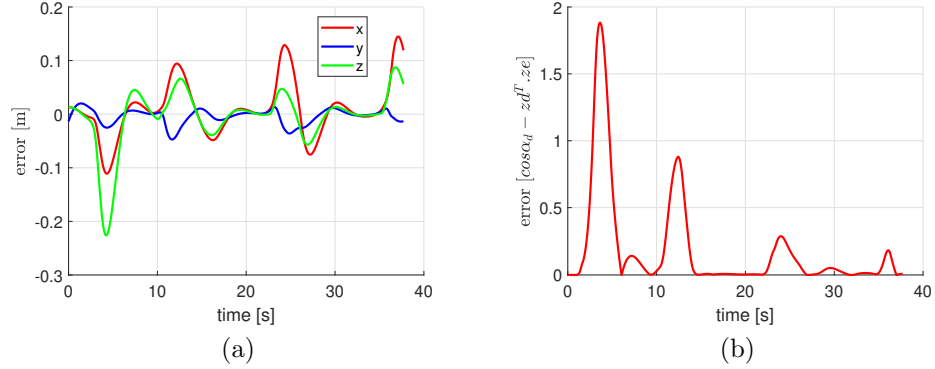 0.2
0.1
0
-0.1
-0.2
-0.3
error [m]
x
y
z
0 10 20 30 40
time [s]
(a)
2
1.5
1
0.5
0
error [cosα_d − zd^T.ze]
0 10 20 30 40
time [s]
(b)